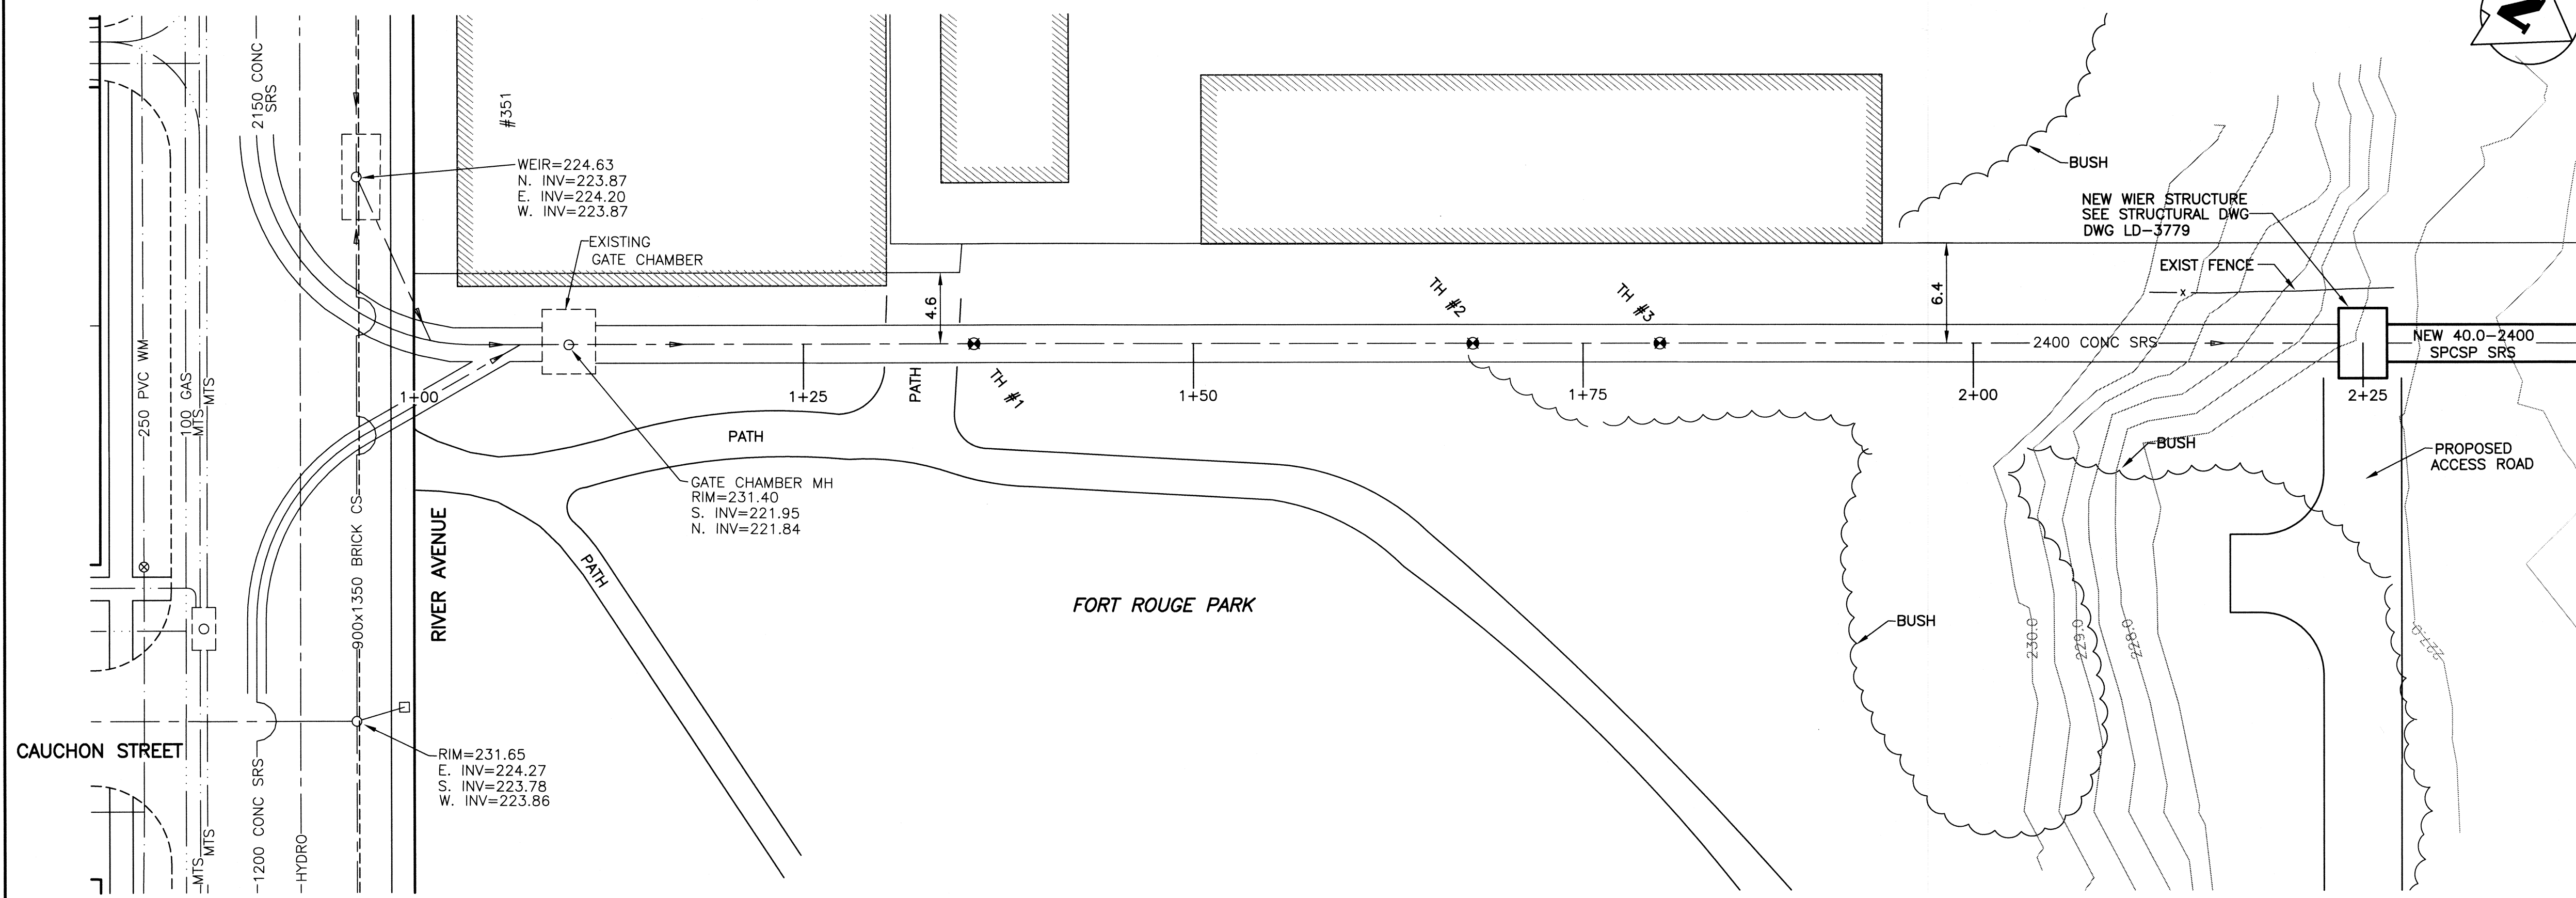 2150 CONC
SRS
#351
WEIR=224.63
N. INV=223.87
E. INV=224.20
W. INV=223.87
EXISTING
GATE CHAMBER
250 PVC WM
100 GAS
MTS
MTS
1+00
1+25
1+50
1+75
2+00
2+25
4.6
6.4
TH #1
TH #2
TH #3
PATH
PATH
PATH
BUSH
NEW WIER STRUCTURE
SEE STRUCTURAL DWG
DWG LD-3779
EXIST FENCE
x
2400 CONC SRS
NEW 40.0-2400
SPCSP SRS
GATE CHAMBER MH
RIM=231.40
S. INV=221.95
N. INV=221.84
900x1350 BRICK CS
RIVER AVENUE
FORT ROUGE PARK
BUSH
BUSH
PROPOSED
ACCESS ROAD
230.0
229.0
228.0
227.0
CAUCHON STREET
RIM=231.65
E. INV=224.27
S. INV=223.78
W. INV=223.86
MTS
MTS
1200 CONC SRS
HYDRO
N